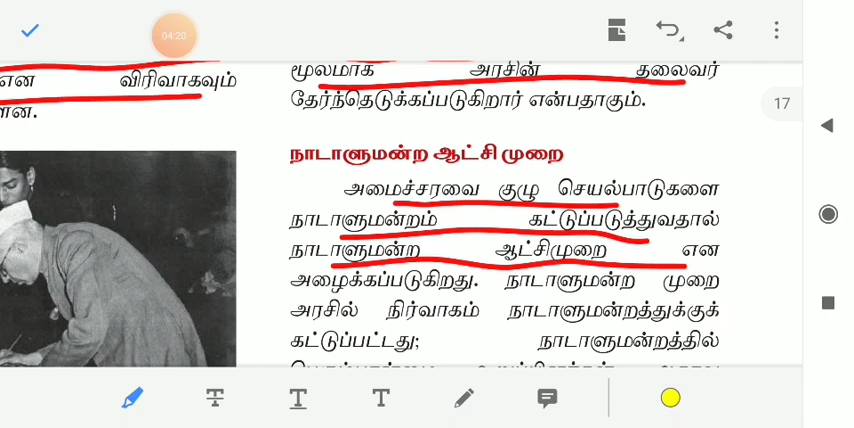 04:20
என விரிவாகவும்
மூலமாக அரசின் தலைவர்
தேர்ந்தெடுக்கப்படுகிறார் என்பதாகும்.
17
நாடாளுமன்ற ஆட்சி முறை
அமைச்சரவை குழு செயல்பாடுகளை
நாடாளுமன்றம் கட்டுப்படுத்துவதால்
நாடாளுமன்ற ஆட்சிமுறை என
அழைக்கப்படுகிறது. நாடாளுமன்ற முறை
அரசில் நிர்வாகம் நாடாளுமன்றத்துக்குக்
கட்டுப்பட்டது; நாடாளுமன்றத்தில்
T T T